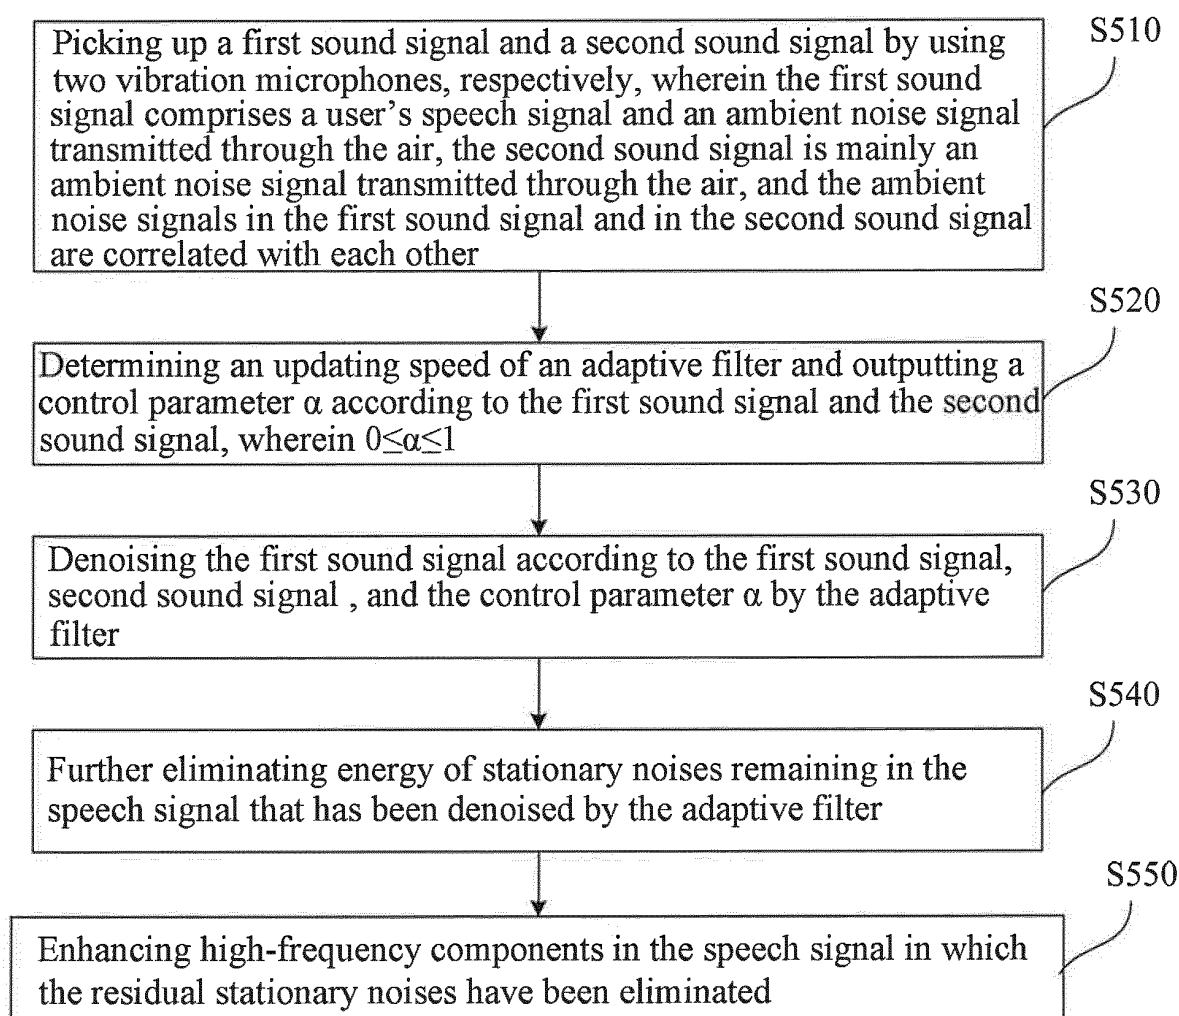 S510
Picking up a first sound signal and a second sound signal by using
two vibration microphones, respectively, wherein the first sound
signal comprises a user's speech signal and an ambient noise signal
transmitted through the air, the second sound signal is mainly an
ambient noise signal transmitted through the air, and the ambient
noise signals in the first sound signal and in the second sound signal
are correlated with each other
S520
Determining an updating speed of an adaptive filter and outputting a
control parameter α according to the first sound signal and the second
sound signal, wherein 0≤α≤1
S530
Denoising the first sound signal according to the first sound signal,
second sound signal , and the control parameter α by the adaptive
filter
S540
Further eliminating energy of stationary noises remaining in the
speech signal that has been denoised by the adaptive filter
S550
Enhancing high-frequency components in the speech signal in which
the residual stationary noises have been eliminated